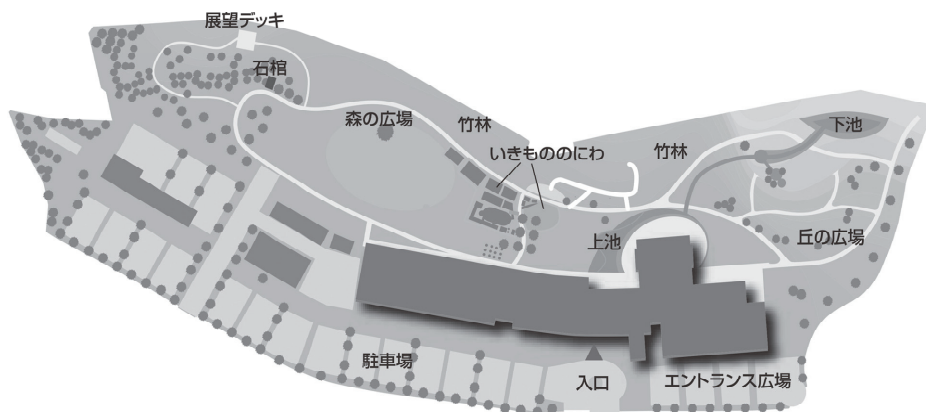 展望デッキ
石棺
森の広場
竹林
いきもののにわ
竹林
下池
上池
丘の広場
駐車場
入口
エントランス広場